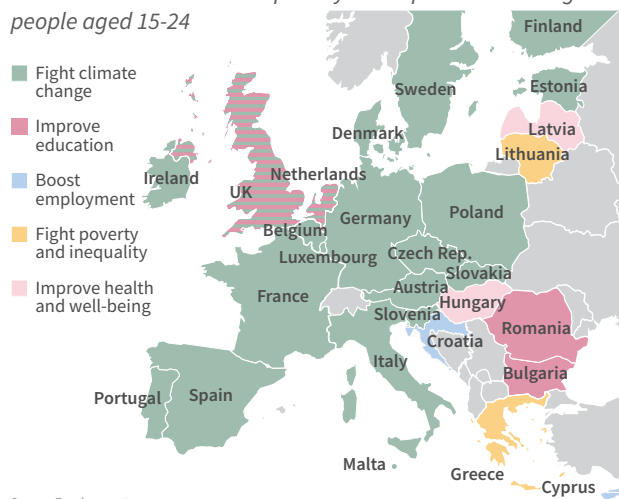 people aged 15-24
Fight climate
change
Improve
education
Boost
employment
Fight poverty
and inequality
Improve health
and well-being
Finland
Sweden
Estonia
Latvia
Denmark
Lithuania
Ireland
Netherlands
UK
Germany
Poland
Belgium
Luxembourg
Czech Rep.
Slovakia
Austria
France
Hungary
Slovenia
Romania
Croatia
Italy
Bulgaria
Portugal
Spain
Malta
Greece
Cyprus